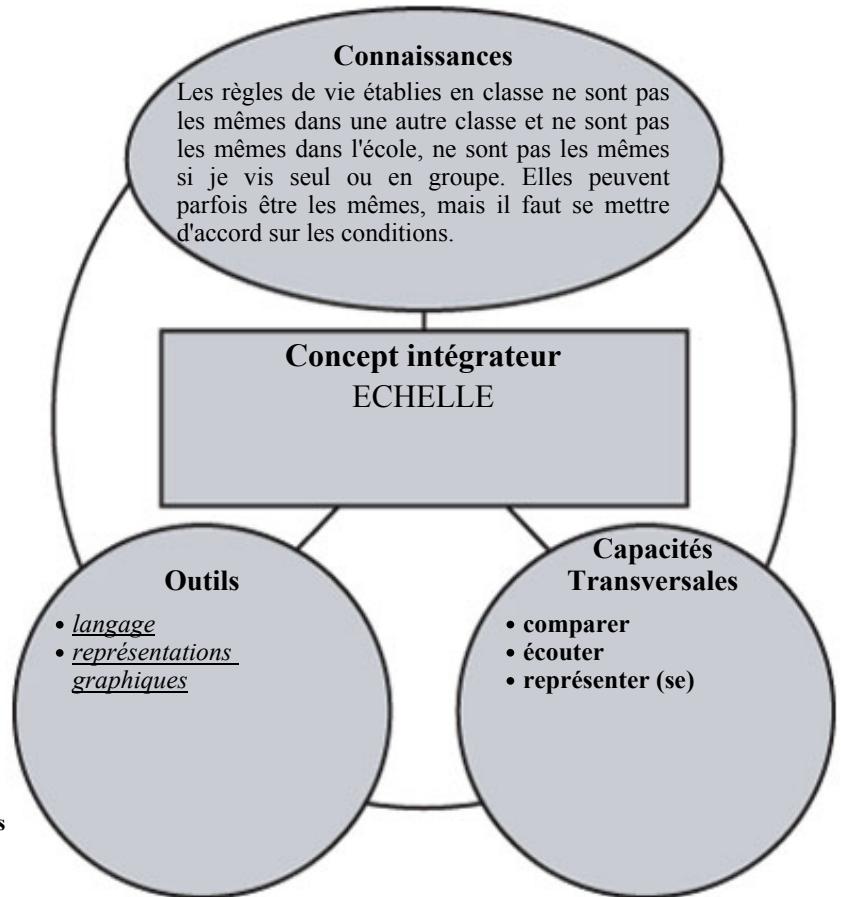 Connaissances
Les règles de vie établies en classe ne sont pas
les mêmes dans une autre classe et ne sont pas
les mêmes dans l'école, ne sont pas les mêmes
si je vis seul ou en groupe. Elles peuvent
parfois être les mêmes, mais il faut se mettre
d'accord sur les conditions.
Concept intégrateur
ECHELLE
Outils
• langage
• représentations
graphiques
Capacités
Transversales
• comparer
• écouter
• représenter (se)
s